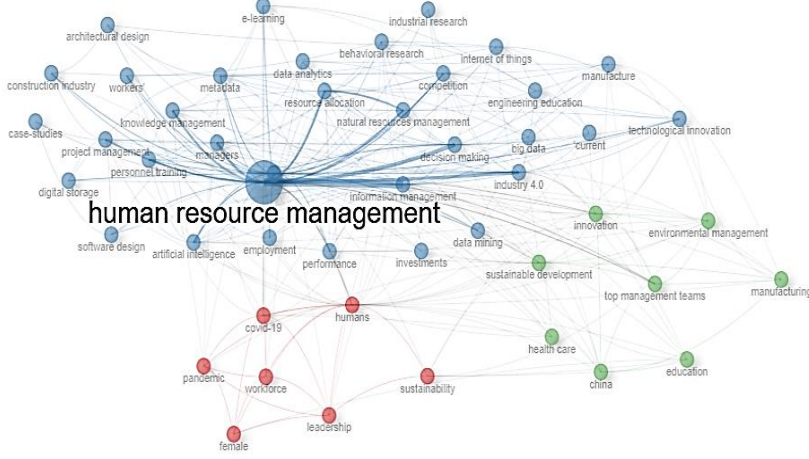 e-learning
industrial research
architectural design
behavioral research
internet of things
data analytics
manufacture
construction industry
workers'
metadata
competition
resource allocation
engineering education
knowledge management
natural resources management
case-studies
technological innovation
project management
managers
decision making
big data
'current
personnel training
digital storage
information management
industry 4.0
human resource management
innovation
environmental management
software design
artificial intelligence
employment
data mining
performance
investments
sustainable development
top management teams
manufacturing
covid-19
humans
health care
pandemic
workforce
sustainability
china
education
leadership
female